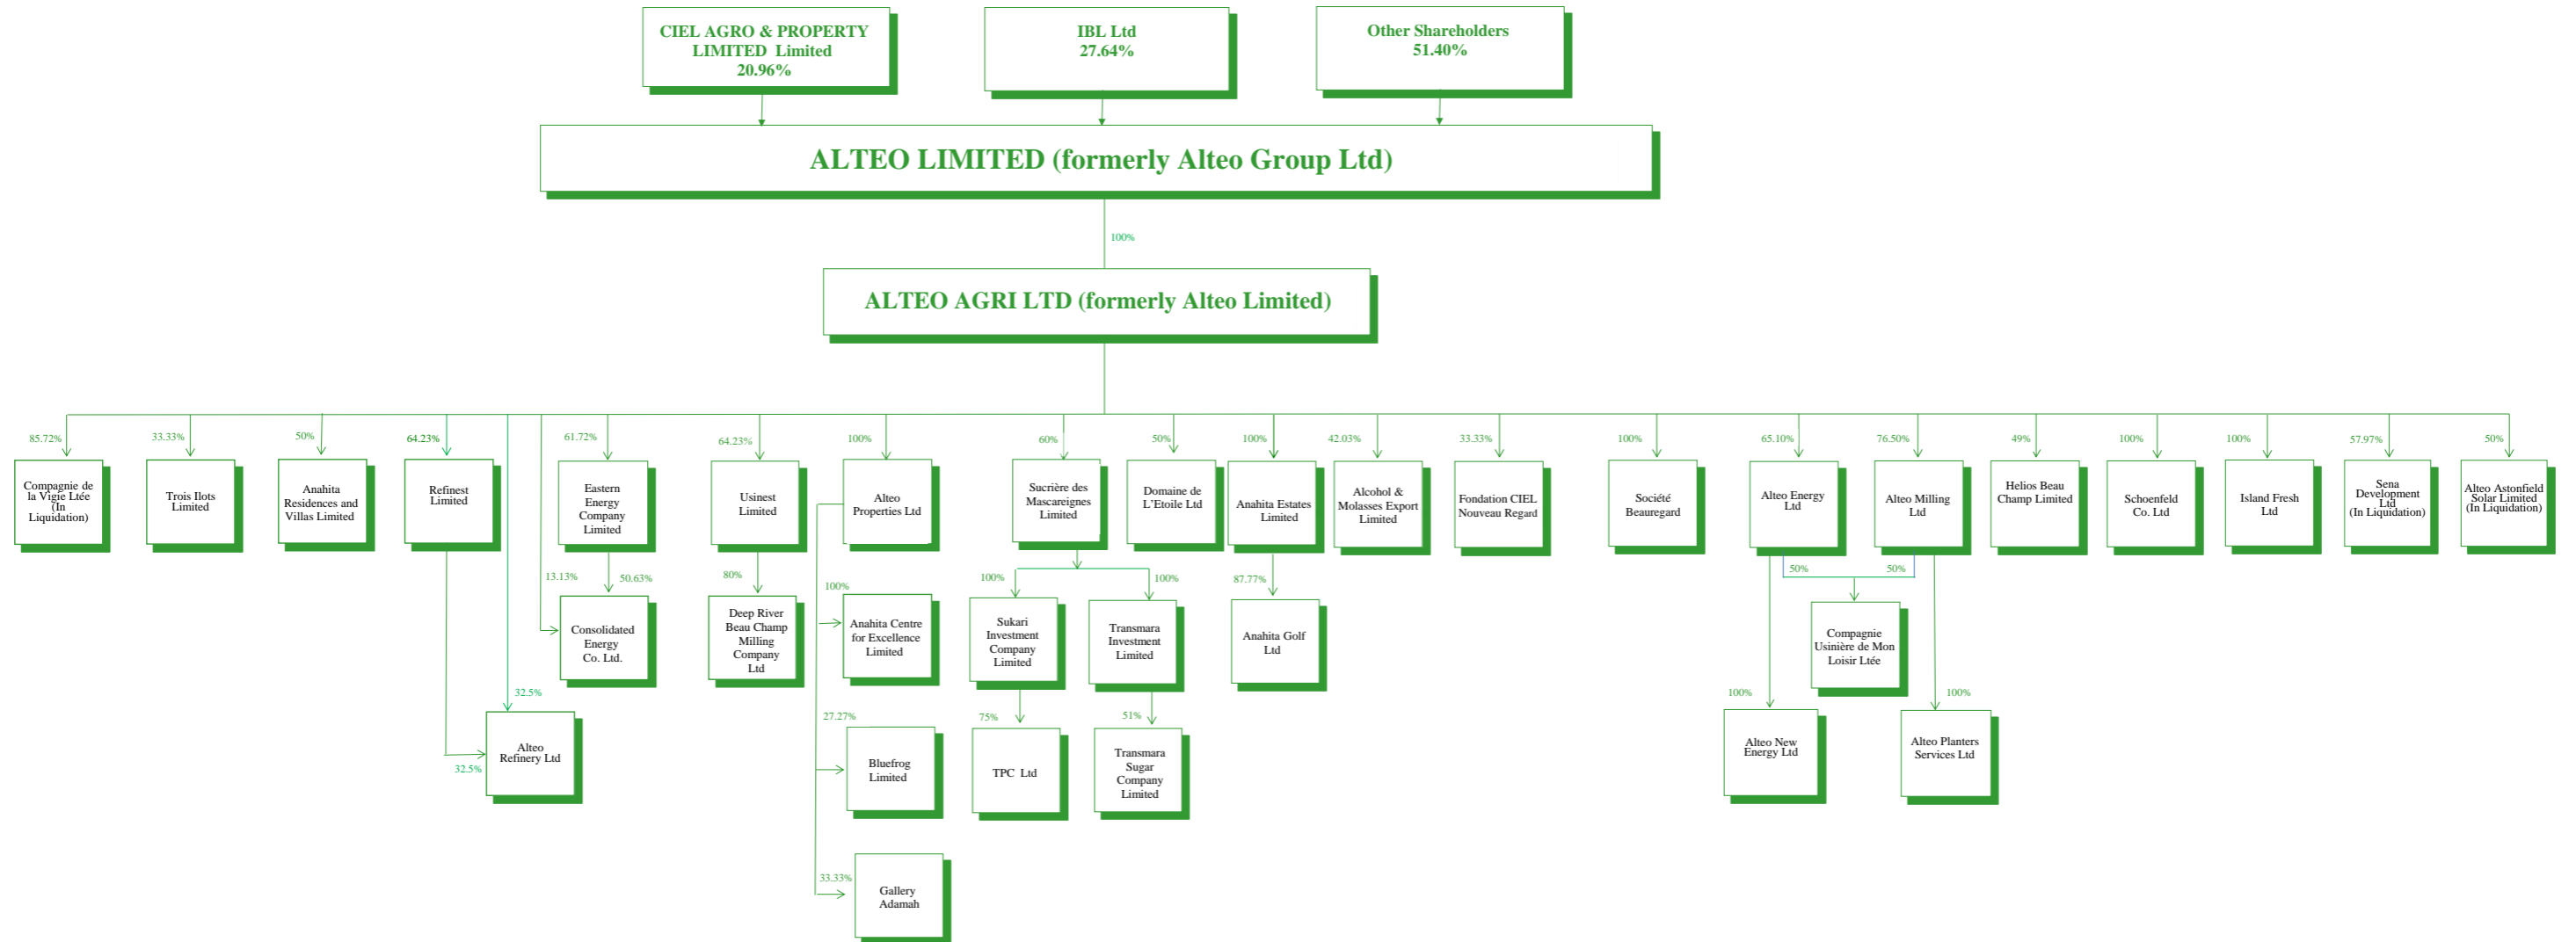 CIEL AGRO & PROPERTY
LIMITED Limited
20.96%
IBL Ltd
27.64%
Other Shareholders
51.40%
ALTEO LIMITED (formerly Alteo Group Ltd)
100%
ALTEO AGRI LTD (formerly Alteo Limited)
85.72%
33.33%
50%
64.23%
61.72%
64.23%
100%
60%
50%
100%
42.03%
33.33%
100%
65.10%
76.50%
49%
100%
100%
57.97%
50%
Compagnie de
la Vigie Ltée
(In
Liquidation)
Trois Ilots
Limited
Anahita
Residences and
Villas Limited
Refinest
Limited
Eastern
Energy
Company
Limited
Usinest
Limited
Alteo
Properties Ltd
Sucrière des
Mascareignes
Limited
Domaine de
L'Etoile Ltd
Anahita Estates
Limited
Alcohol &
Molasses Export
Limited
Fondation CIEL
Nouveau Regard
Société
Beauregard
Alteo Energy
Ltd
Alteo Milling
Ltd
Helios Beau
Champ Limited
Schoenfeld
Co. Ltd
Island Fresh
Ltd
Sena
Development
Ltd
(In Liquidation)
Alteo Astonfield
Solar Limited
(In Liquidation)
13.13%
50.63%
80%
100%
100%
100%
87.77%
50%
50%
Consolidated
Energy
Co. Ltd.
Deep River
Beau Champ
Milling
Company
Ltd
Anahita Centre
for Excellence
Limited
Sukari
Investment
Company
Limited
Transmara
Investment
Limited
Anahita Golf
Ltd
Compagnie
Usinière de Mon
Loisir Ltée
32.5%
32.5%
27.27%
75%
51%
100%
100%
Alteo
Refinery Ltd
Bluefrog
Limited
TPC Ltd
Transmara
Sugar
Company
Limited
Alteo New
Energy Ltd
Alteo Planters
Services Ltd
33.33%
Gallery
Adamah